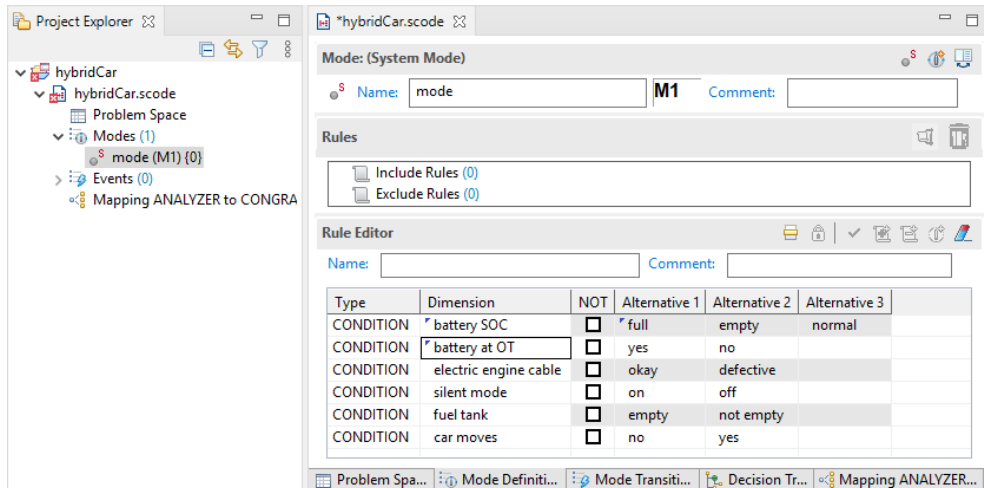 Project Explorer
hybridCar
hybridCar.scode
Problem Space
Modes (1)
mode (M1) {0}
Events (0)
Mapping ANALYZER to CONGRA
*hybridCar.scode
Mode: (System Mode)
Name: mode M1 Comment:
Rules
Include Rules (0)
Exclude Rules (0)
Rule Editor
Name: Comment:
Type Dimension NOT Alternative 1 Alternative 2 Alternative 3
CONDITION battery SOC full empty normal
CONDITION battery at OT yes no
CONDITION electric engine cable okay defective
CONDITION silent mode on off
CONDITION fuel tank empty not empty
CONDITION car moves no yes
Problem Spa... Mode Definiti... Mode Transiti... Decision Tr... Mapping ANALYZER...